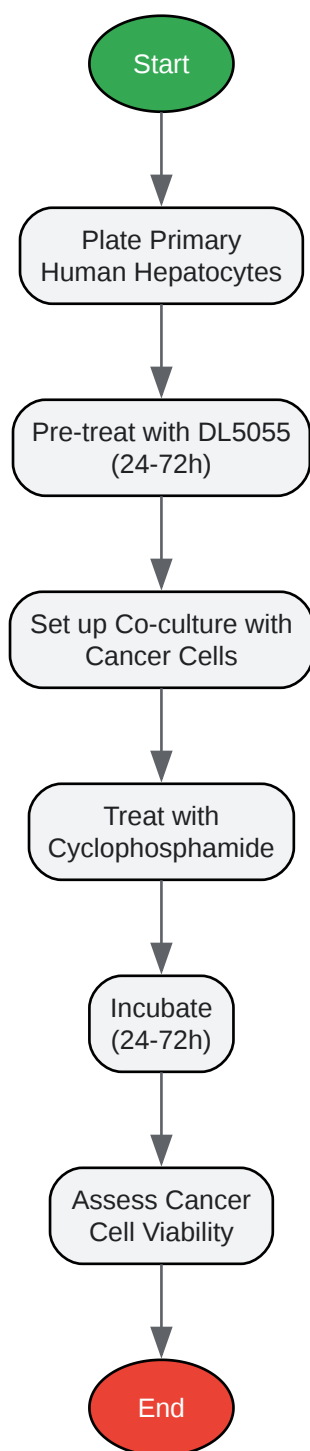 Start
Plate Primary
Human Hepatocytes
Pre-treat with DL5055
(24-72h)
Set up Co-culture with
Cancer Cells
Treat with
Cyclophosphamide
Incubate
(24-72h)
Assess Cancer
Cell Viability
End